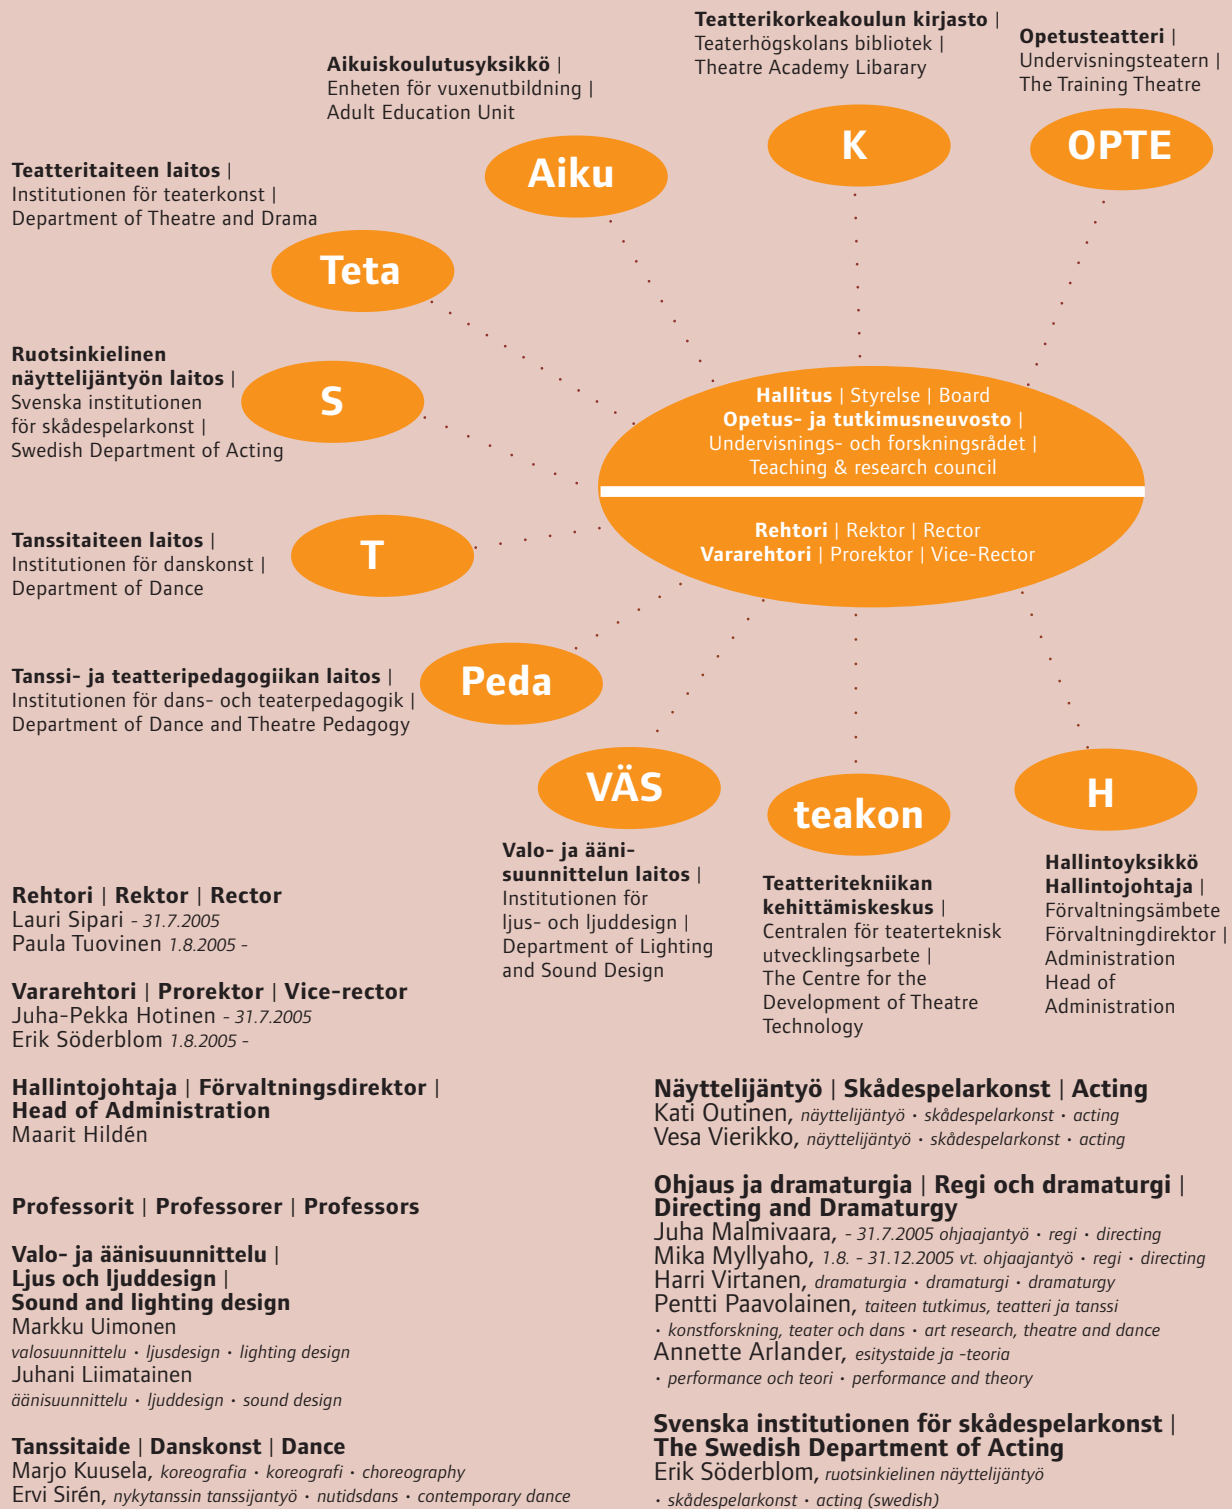 Teatterikorkeakoulun kirjasto |
Teaterhögskolans bibliotek |
Theatre Academy Libarary
K
Opetusteatteri |
Undervisningsteatern |
The Training Theatre
OPTE
Aikuiskoulutusyksikkö |
Enheten för vuxenutbildning |
Adult Education Unit
Aiku
Teatteritaiteen laitos |
Institutionen för teaterkonst |
Department of Theatre and Drama
Teta
Ruotsinkielinen
näyttelijäntyön laitos |
Svenska institutionen
för skådespelarkonst |
Swedish Department of Acting
S
Hallitus | Styrelse | Board
Opetus- ja tutkimusneuvosto |
Undervisnings- och forskningsrådet |
Teaching & research council
Rehtori | Rektor | Rector
Vararehtori | Prorektor | Vice-Rector
Tanssitaiteen laitos |
Institutionen för danskonst |
Department of Dance
T
Tanssi- ja teatteripedagogiikan laitos |
Institutionen för dans- och teaterpedagogik |
Department of Dance and Theatre Pedagogy
Peda
VÄS
Valo- ja ääni-
suunnittelun laitos |
Institutionen för
ljus- och ljuddesign |
Department of Lighting
and Sound Design
teakon
Teatteritekniikan
kehittämiskeskus |
Centralen för teaterteknisk
utvecklingsarbete |
The Centre for the
Development of Theatre
Technology
H
Hallintoyksikkö
Hallintojohtaja |
Förvaltningsämbete
Förvaltningdirektor |
Administration
Head of
Administration
Rehtori | Rektor | Rector
Lauri Sipari - 31.7.2005
Paula Tuovinen 1.8.2005 -
Vararehtori | Prorektor | Vice-rector
Juha-Pekka Hotinen - 31.7.2005
Erik Söderblom 1.8.2005 -
Hallintojohtaja | Förvaltningsdirektor |
Head of Administration
Maarit Hildén
Professorit | Professorer | Professors
Valo- ja äänisuunnittelu |
Ljus och ljuddesign |
Sound and lighting design
Markku Uimonen
valosuunnittelu • ljusdesign • lighting design
Juhani Liimatainen
äänisuunnittelu • ljuddesign • sound design
Tanssitaide | Danskonst | Dance
Marjo Kuusela, koreografia • koreografi • choreography
Ervi Sirén, nykytanssin tanssijantyö • nutidsdans • contemporary dance
Näyttelijäntyö | Skådespelarkonst | Acting
Kati Outinen, näyttelijäntyö • skådespelarkonst • acting
Vesa Vierikko, näyttelijäntyö • skådespelarkonst • acting
Ohjaus ja dramaturgia | Regi och dramaturgi |
Directing and Dramaturgy
Juha Malmivaara, - 31.7.2005 ohjaajantyö • regi • directing
Mika Myllyaho, 1.8. - 31.12.2005 vt. ohjaajantyö • regi • directing
Harri Virtanen, dramaturgia • dramaturgi • dramaturgy
Pentti Paavolainen, taiteen tutkimus, teatteri ja tanssi
• konstforskning, teater och dans • art research, theatre and dance
Annette Arlander, esitystaide ja -teoria
• performance och teori • performance and theory
Svenska institutionen för skådespelarkonst |
The Swedish Department of Acting
Erik Söderblom, ruotsinkielinen näyttelijäntyö
• skådespelarkonst • acting (swedish)